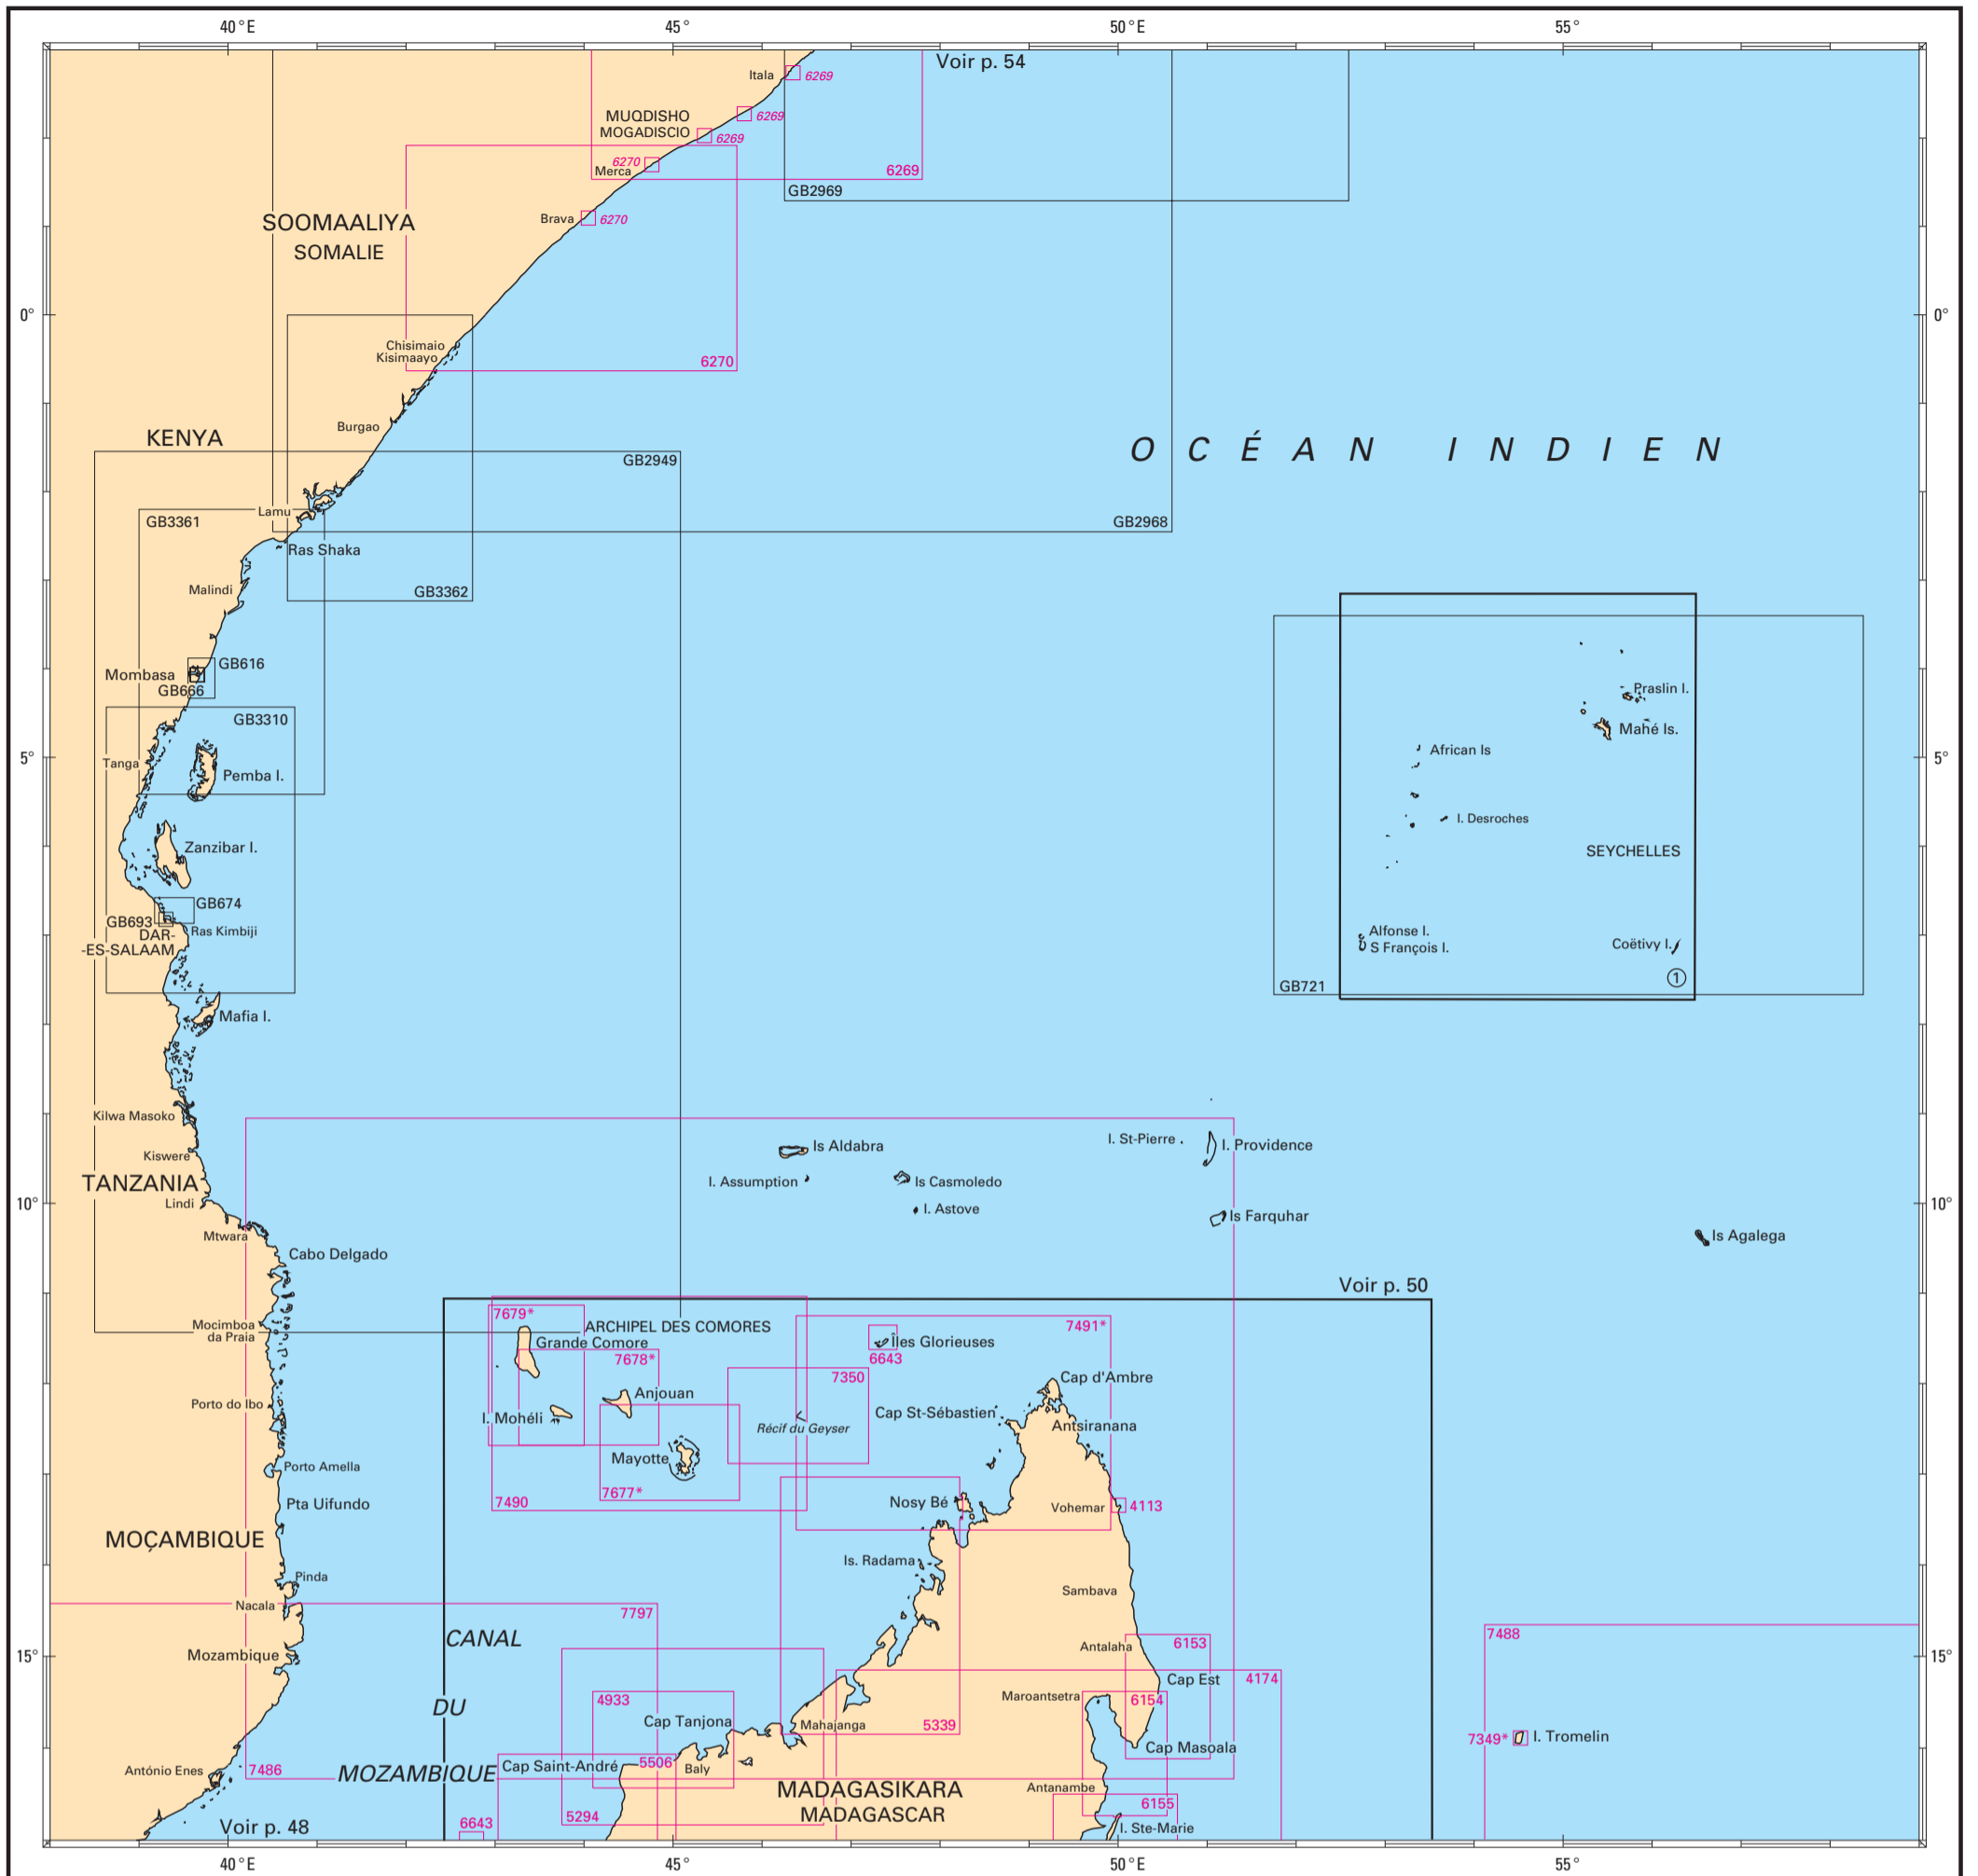 40°E
45°
50°E
55°
Voir p. 54
Itala
6269
6269
MUQDISHO
MOGADISCIO
6269
6270
Merca
6269
GB2969
Brava
6270
SOOMAALIYA
SOMALIE
0°
0°
Chisimaio
Kisimaayo
6270
Burgao
KENYA
OCÉAN INDIEN
GB2949
Lamu
GB3361
GB2968
Ras Shaka
Malindi
GB3362
GB616
Mombasa
GB666
Praslin I.
GB3310
Mahé Is.
African Is
5°
Tanga
Pemba I.
5°
I. Desroches
Zanzibar I.
SEYCHELLES
GB674
GB693
DAR-
-ES-SALAAM
Ras Kimbiji
Alfonse I.
S François I.
Coëtivy I.
1
GB721
Mafia I.
Kilwa Masoko
Kiswere
Is Aldabra
I. St-Pierre
I. Providence
TANZANIA
I. Assumption
Is Casmoledo
10°
Lindi
I. Astove
10°
Is Farquhar
Mtwara
Is Agalega
Cabo Delgado
Voir p. 50
7679*
Mocimboa
da Praia
ARCHIPEL DES COMORES
7491*
Grande Comore
Îles Glorieuses
7678*
6643
7350
Cap d'Ambre
Anjouan
Porto do Ibo
I. Mohéli
Cap St-Sébastien
Récif du Geyser
Antsiranana
Mayotte
Porto Amelia
7677*
7490
Pta Uifundo
Nosy Bé
Vohemar
4113
MOÇAMBIQUE
Is. Radama
Pinda
Sambava
Nacala
7797
7488
CANAL
Antalaha
6153
15°
Mozambique
15°
Cap Est
4174
Maroantsetra
4933
6154
DU
Cap Tanjona
Mahajanga
5339
7349*
I. Tromelin
Cap Masoala
5506
Cap Saint-André
Baly
António Enes
7486
MOZAMBIQUE
MADAGASIKARA
MADAGASCAR
Antanambe
6155
5294
6643
Voir p. 48
I. Ste-Marie
40°E
45°
50°E
55°